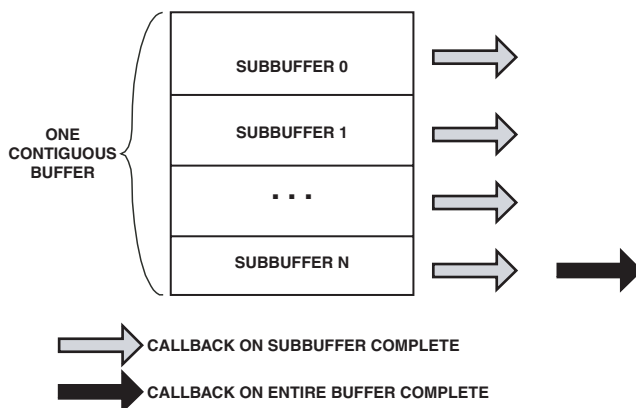 SUBBUFFER 0
SUBBUFFER 1
ONE
CONTIGUOUS
BUFFER
. . .
SUBBUFFER N
CALLBACK ON SUBBUFFER COMPLETE
CALLBACK ON ENTIRE BUFFER COMPLETE